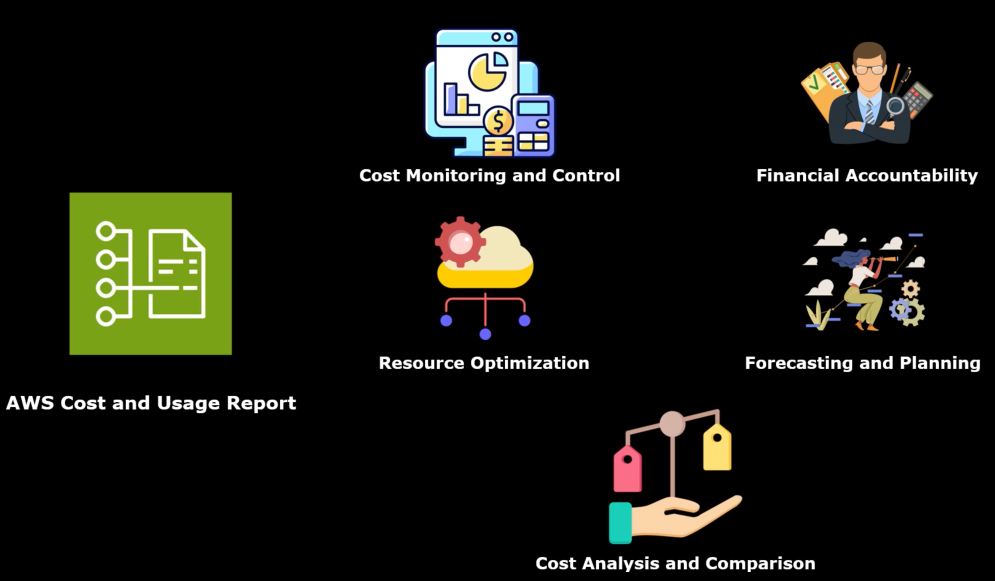 Cost Monitoring and Control
Financial Accountability
AWS Cost and Usage Report
Resource Optimization
Forecasting and Planning
Cost Analysis and Comparison